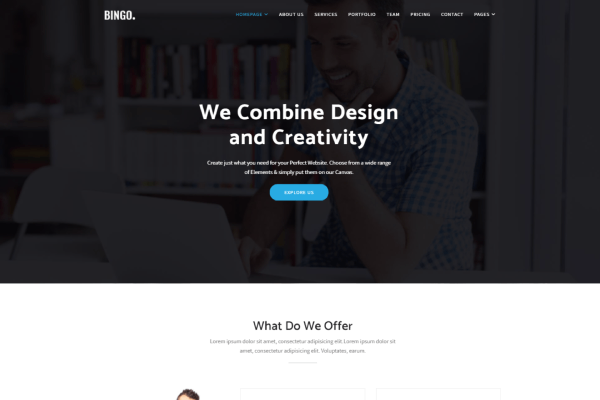 BINGO.
HOMEPAGE ABOUT US SERVICES PORTFOLIO TEAM PRICING CONTACT PAGES
We Combine Design
and Creativity
Create just what you need for your Perfect Website. Choose from a wide range
of Elements & simply put them on our Canvas.
EXPLORE US
What Do We Offer
Lorem ipsum dolor sit amet, consectetur adipisicing elit Lorem ipsum dolor sit
amet, consectetur adipisicing elit. Voluptates, earum.